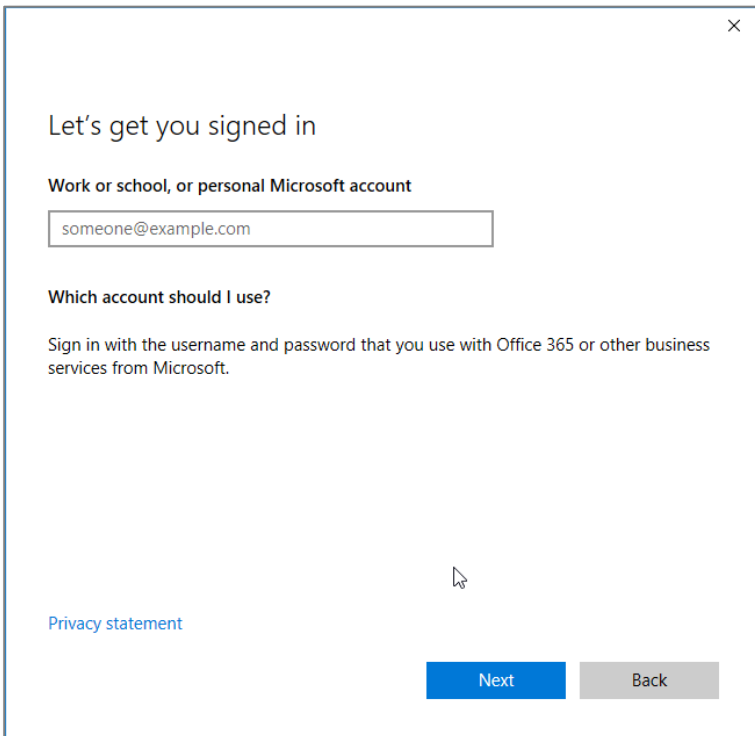 Let’s get you signed in
Work or school, or personal Microsoft account
someone@example.com
Which account should I use?
Sign in with the username and password that you use with Office 365 or other business
services from Microsoft.
Privacy statement
Next
Back